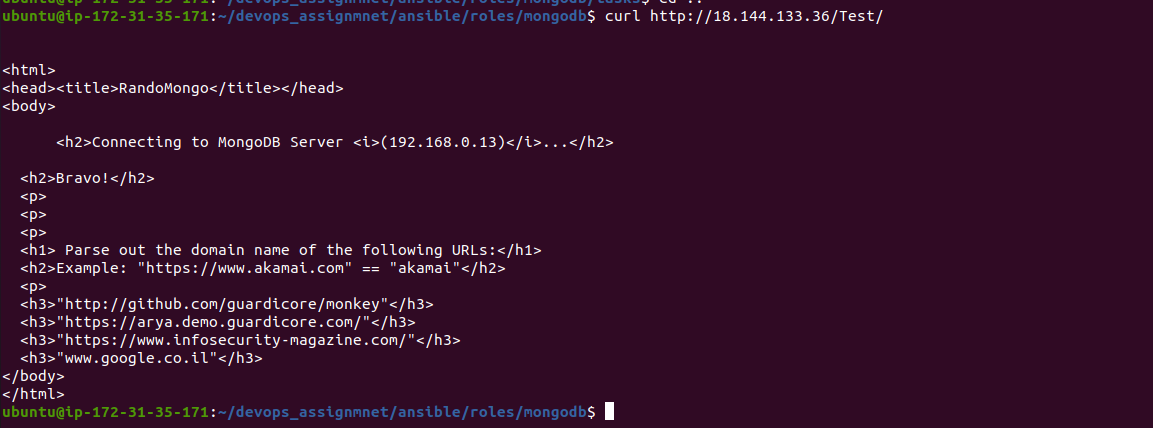 ubuntu@ip-172-31-35-171:~/devops_assignmnet/ansible/roles/mongodb/tasks$ cd ..
ubuntu@ip-172-31-35-171:~/devops_assignmnet/ansible/roles/mongodb$ curl http://18.144.133.36/Test/
<html>
<head><title>RandoMongo</title></head>
<body>
<h2>Connecting to MongoDB Server <i>(192.168.0.13)</i>...</h2>
<h2>Bravo!</h2>
<p>
<p>
<p>
<h1> Parse out the domain name of the following URLs:</h1>
<h2>Example: "https://www.akamai.com" == "akamai"</h2>
<p>
<h3>"http://github.com/guardicore/monkey"</h3>
<h3>"https://arya.demo.guardicore.com/"</h3>
<h3>"https://www.infosecurity-magazine.com/"</h3>
<h3>"www.google.co.il"</h3>
</body>
</html>
ubuntu@ip-172-31-35-171:~/devops_assignmnet/ansible/roles/mongodb$